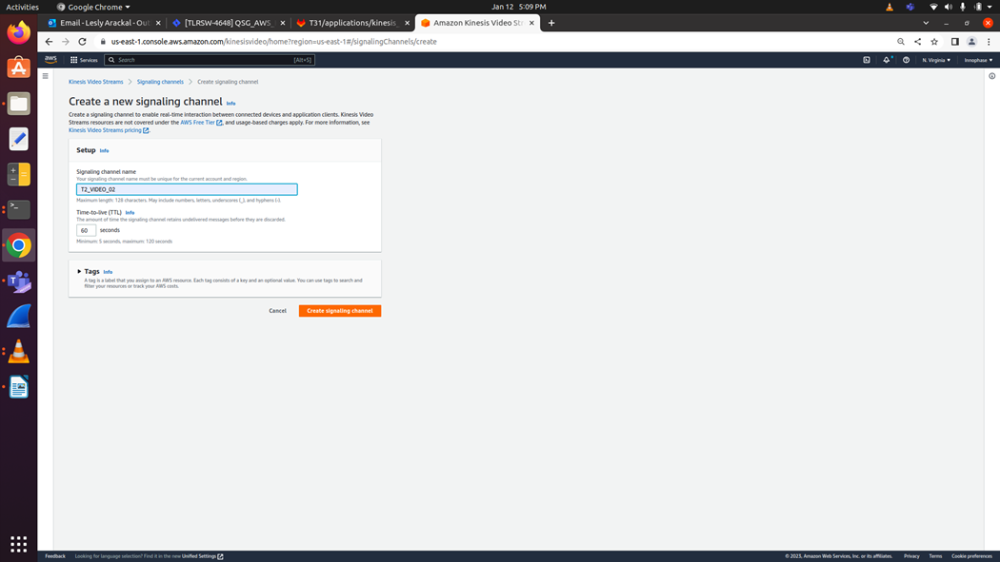 Activities
Google Chrome
Jan 12 5:09 PM
Email - Lesly Arackal - Out
[TLRSW-4648] QSG_AWS_
T31/applications/kinesis_
Amazon Kinesis Video Str
us-east-1.console.aws.amazon.com/kinesisvideo/home?region=us-east-1#/signalingChannels/create
aws
Services
Search
[Alt+S]
N. Virginia
Innophase
Kinesis Video Streams
Signaling channels
Create signaling channel
Create a new signaling channel Info
Create a signaling channel to enable real-time interaction between connected devices and application clients. Kinesis Video
Streams resources are not covered under the AWS Free Tier, and usage-based charges apply. For more information, see
Kinesis Video Streams pricing.
Setup Info
Signaling channel name
Your signaling channel name must be unique for the current account and region.
T2_VIDEO_02
Maximum length: 128 characters. May include numbers, letters, underscores (_), and hyphens (-).
Time-to-live (TTL) Info
The amount of time the signaling channel retains undelivered messages before they are discarded.
60 seconds
Minimum: 5 seconds, maximum: 120 seconds
Tags Info
A tag is a label that you assign to an AWS resource. Each tag consists of a key and an optional value. You can use tags to search and
filter your resources or track your AWS costs.
Cancel
Create signaling channel
Feedback
Looking for language selection? Find it in the new Unified Settings
© 2023, Amazon Web Services, Inc. or its affiliates.
Privacy
Terms
Cookie preferences